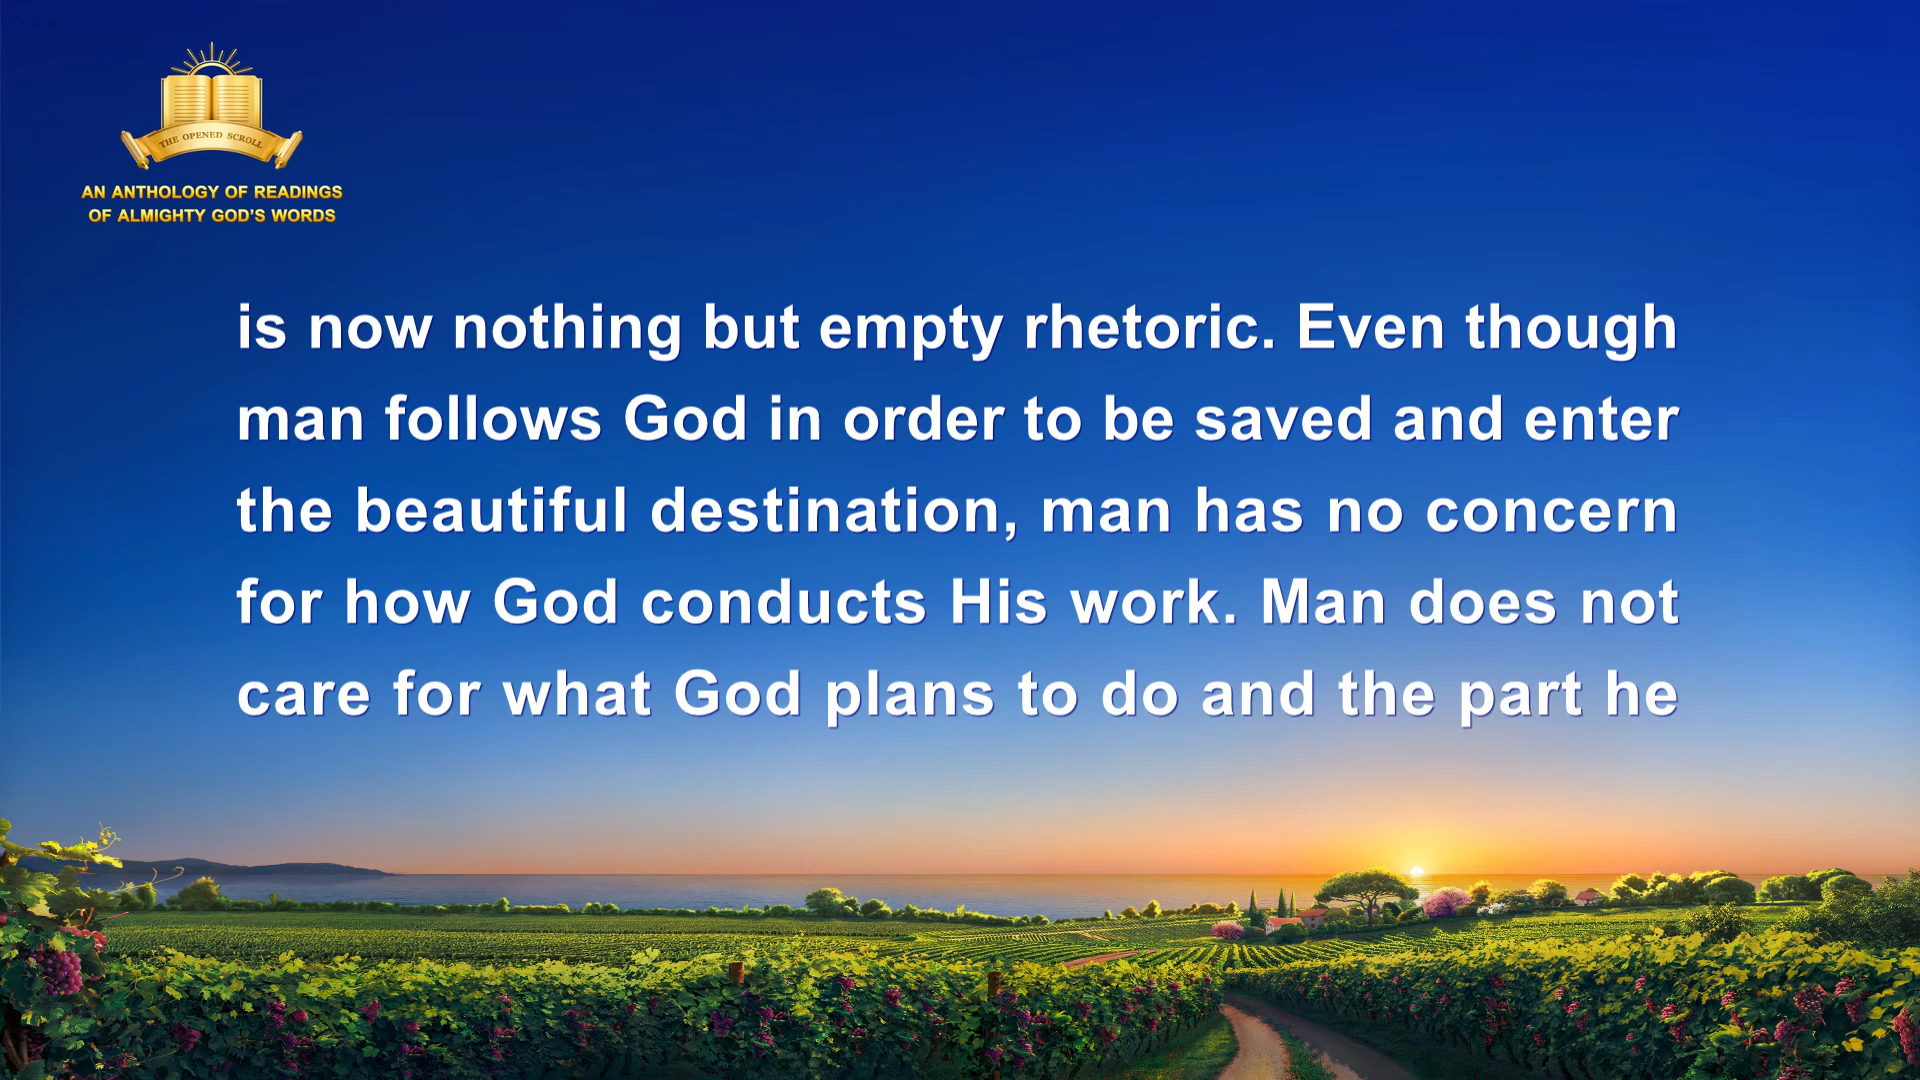 THE OPENED SCROLL
AN ANTHOLOGY OF READINGS
OF ALMIGHTY GOD'S WORDS
is now nothing but empty rhetoric. Even though
man follows God in order to be saved and enter
the beautiful destination, man has no concern
for how God conducts His work. Man does not
care for what God plans to do and the part he